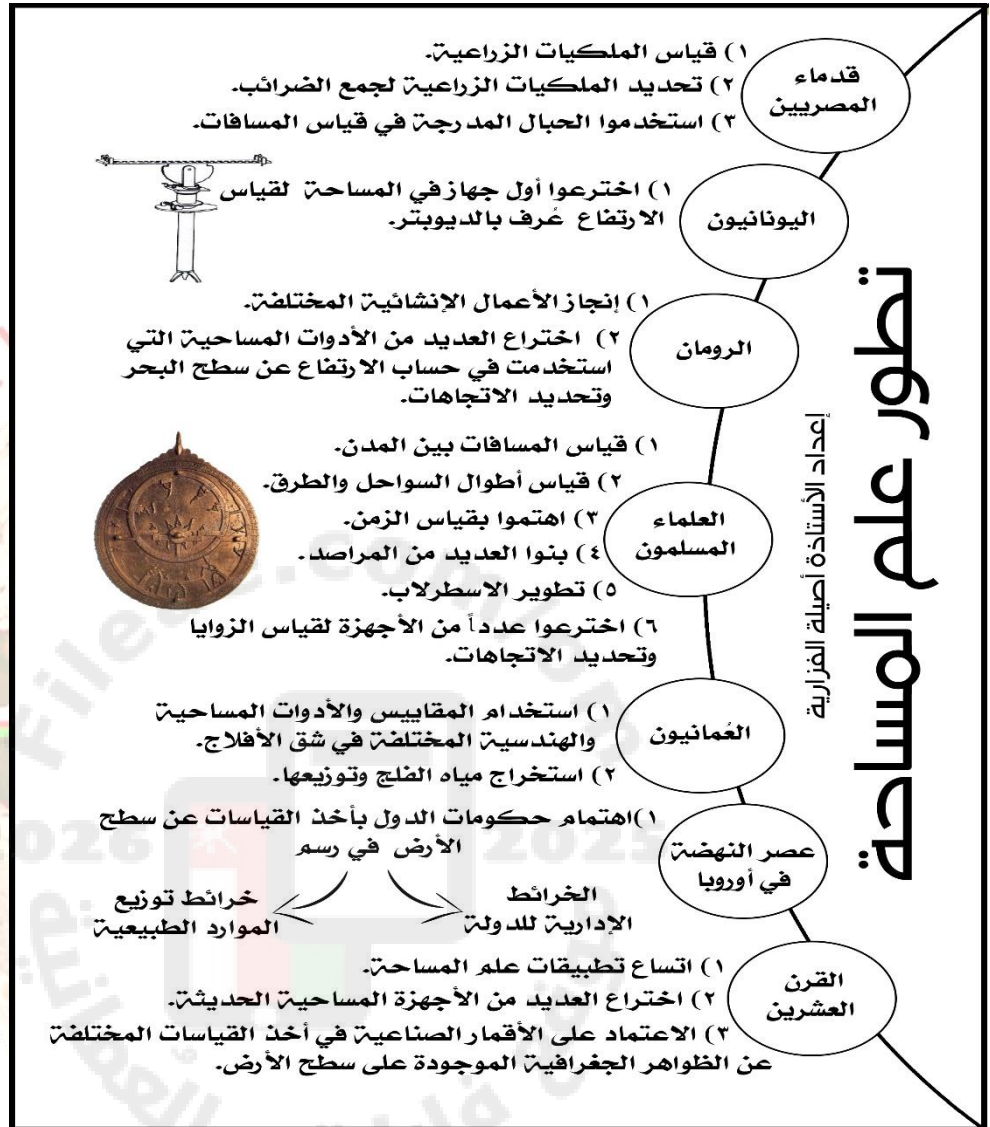 تطور علم المساحة
إعداد الأستاذة أصيلة الفزارية
قدماء
المصريين
١) قياس الملكيات الزراعية.
٢) تحديد الملكيات الزراعية لجمع الضرائب.
٣) استخدموا الحبال المدرجة في قياس المسافات.
اليونانيون
١) اخترعوا أول جهاز في المساحة لقياس
الارتفاع عُرف بالديوبتر.
الرومان
١) إنجاز الأعمال الإنشائية المختلفة.
٢) اختراع العديد من الأدوات المساحية التي
استخدمت في حساب الارتفاع عن سطح البحر
وتحديد الاتجاهات.
العلماء
المسلمون
١) قياس المسافات بين المدن.
٢) قياس أطوال السواحل والطرق.
٣) اهتموا بقياس الزمن.
٤) بنوا العديد من المراصد.
٥) تطوير الاسطرلاب.
٦) اخترعوا عدداً من الأجهزة لقياس الزوايا
وتحديد الاتجاهات.
العُمانيون
١) استخدام المقاييس والأدوات المساحية
والهندسية المختلفة في شق الأفلاج.
٢) استخراج مياه الفلج وتوزيعها.
عصر النهضة
في أوروبا
١)اهتمام حكومات الدول بأخذ القياسات عن سطح
الأرض في رسم
الخرائط
الإدارية للدولة
خرائط توزيع
الموارد الطبيعية
القرن
العشرين
١) اتساع تطبيقات علم المساحة.
٢) اختراع العديد من الأجهزة المساحية الحديثة.
٣) الاعتماد على الأقمار الصناعية في أخذ القياسات المختلفة
عن الظواهر الجغرافية الموجودة على سطح الأرض.
2026
2025